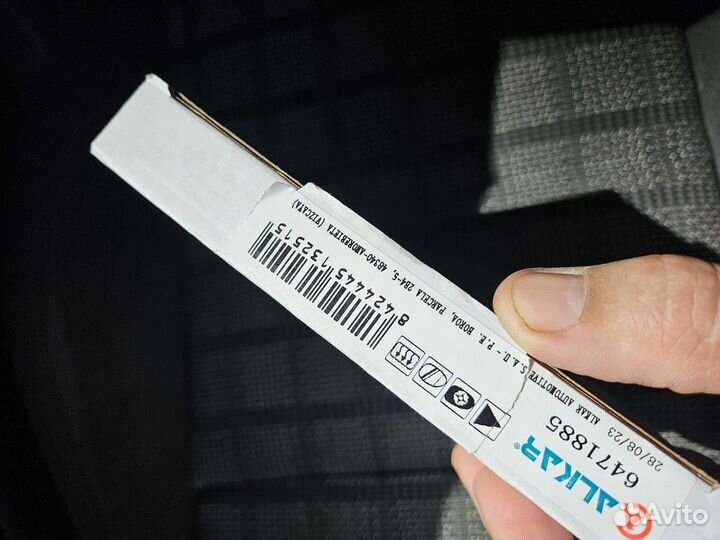 ALKAR®
6471885
28/08/23
ALKAR AUTOMOTIVE S.A.U.- P.E. BOROA, PARCELA 2B4-5, 48340-AMOREBIETA (VIZCAYA)
8424445132515
Avito